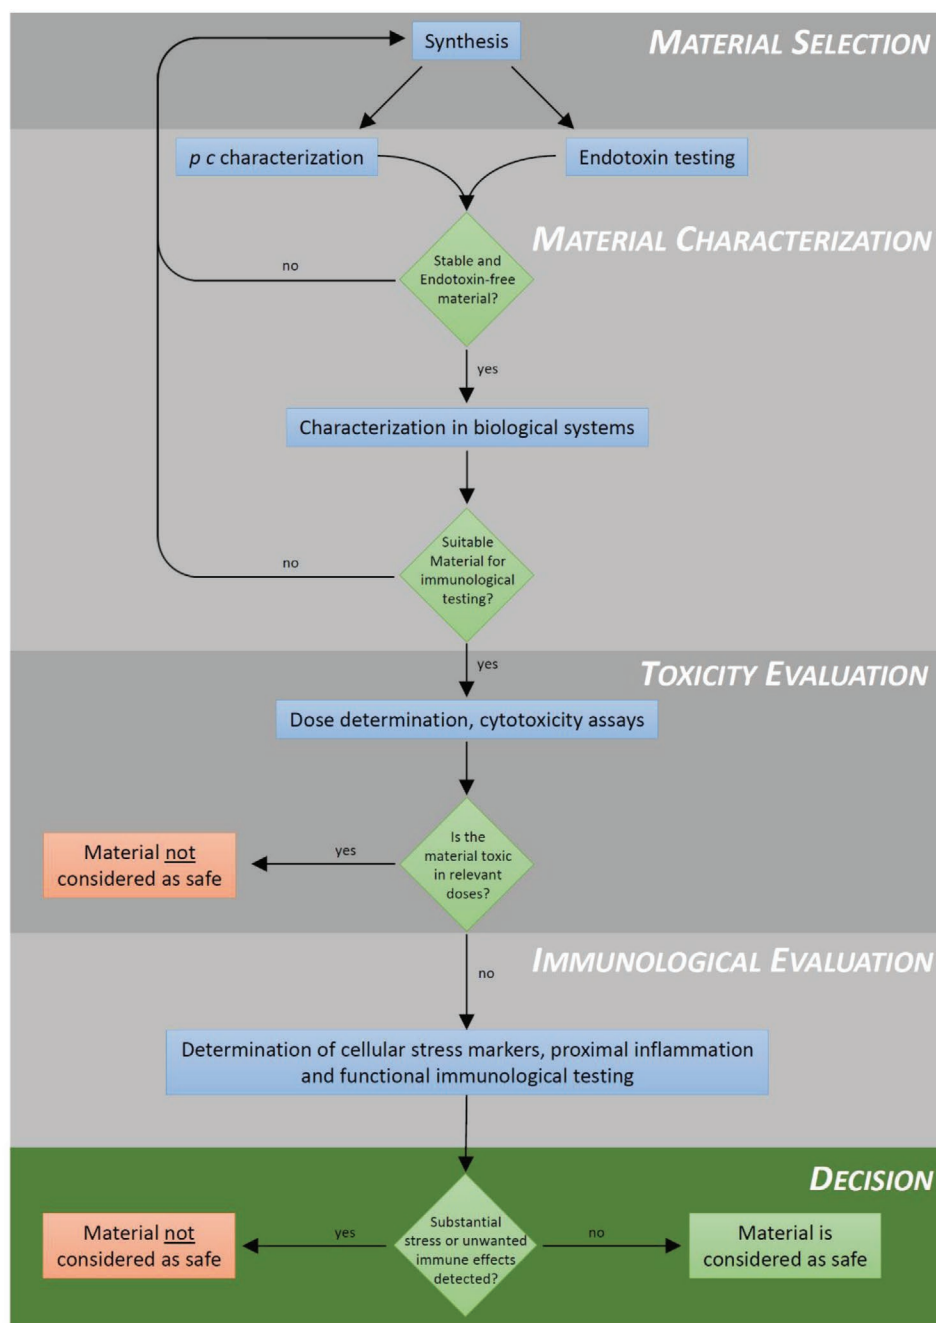 MATERIAL SELECTION
Synthesis
p c characterization
Endotoxin testing
MATERIAL CHARACTERIZATION
Stable and
Endotoxin-free
material?
no
yes
Characterization in biological systems
Suitable
Material for
immunological
testing?
no
yes
TOXICITY EVALUATION
Dose determination, cytotoxicity assays
Is the
material toxic
in relevant
doses?
yes
Material not
considered as safe
no
IMMUNOLOGICAL EVALUATION
Determination of cellular stress markers, proximal inflammation
and functional immunological testing
DECISION
Substantial
stress or unwanted
immune effects
detected?
yes
Material not
considered as safe
no
Material is
considered as safe